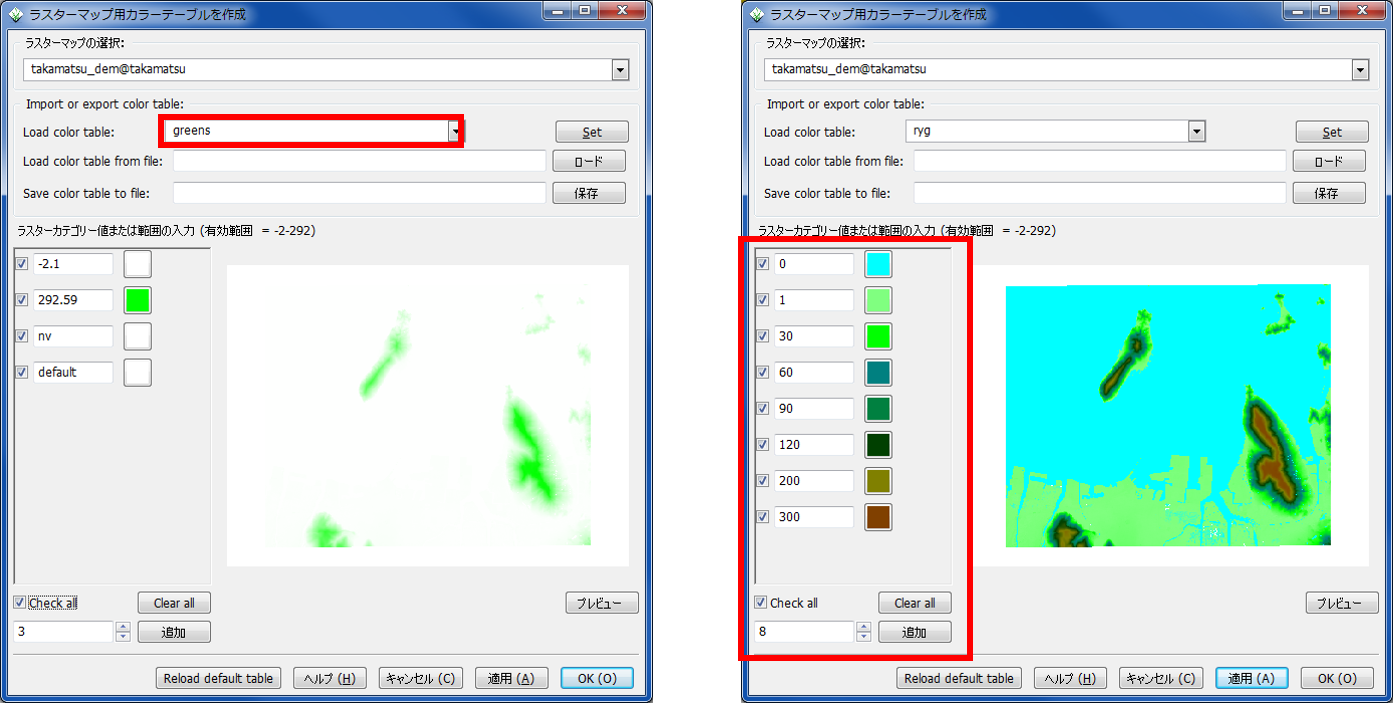 ラスターマップ用カラーテーブルを作成
ラスターマップの選択:
takamatsu_dem@takamatsu
Import or export color table:
Load color table:
greens
Set
Load color table from file:
ロード
Save color table to file:
保存
ラスターカテゴリー値または範囲の入力 (有効範囲 = -2-292)
-2.1
292.59
nv
default
Check all
Clear all
プレビュー
3
追加
Reload default table
ヘルプ (H)
キャンセル (C)
適用 (A)
OK (O)
ラスターマップ用カラーテーブルを作成
ラスターマップの選択:
takamatsu_dem@takamatsu
Import or export color table:
Load color table:
ryg
Set
Load color table from file:
ロード
Save color table to file:
保存
ラスターカテゴリー値または範囲の入力 (有効範囲 = -2-292)
0
1
30
60
90
120
200
300
Check all
Clear all
プレビュー
8
追加
Reload default table
ヘルプ (H)
キャンセル (C)
適用 (A)
OK (O)